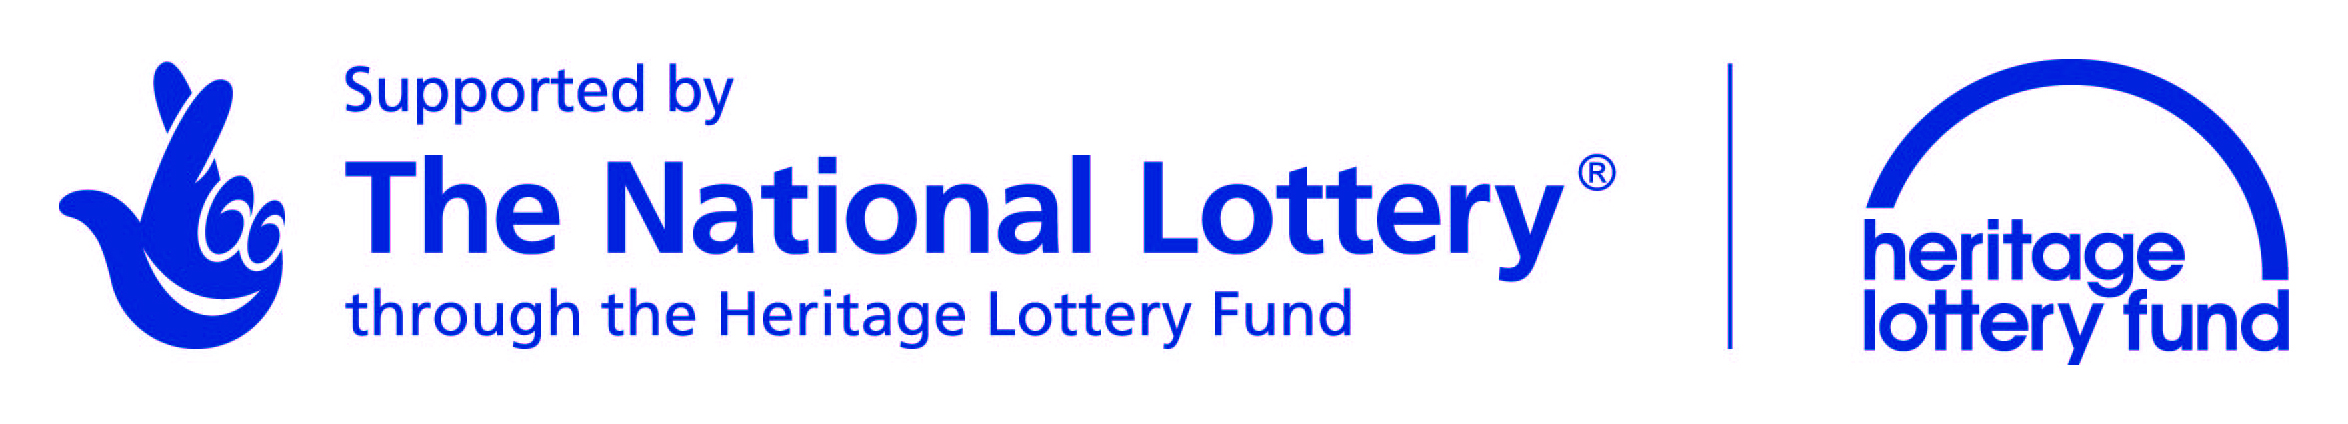 Supported by
The National Lottery®
through the Heritage Lottery Fund
heritage
lottery fund